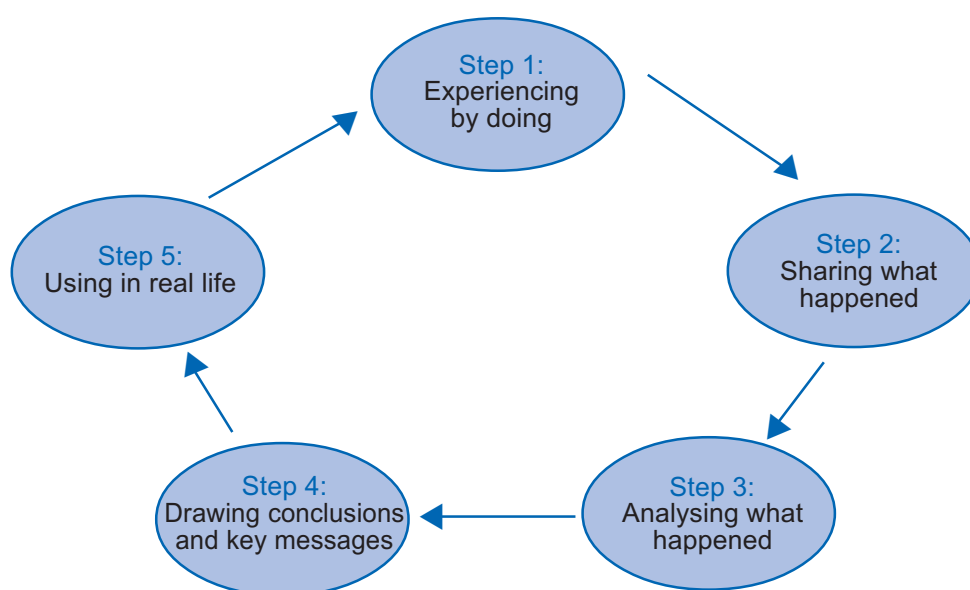 Step 1:
Experiencing
by doing
Step 2:
Sharing what
happened
Step 3:
Analysing what
happened
Step 4:
Drawing conclusions
and key messages
Step 5:
Using in real life